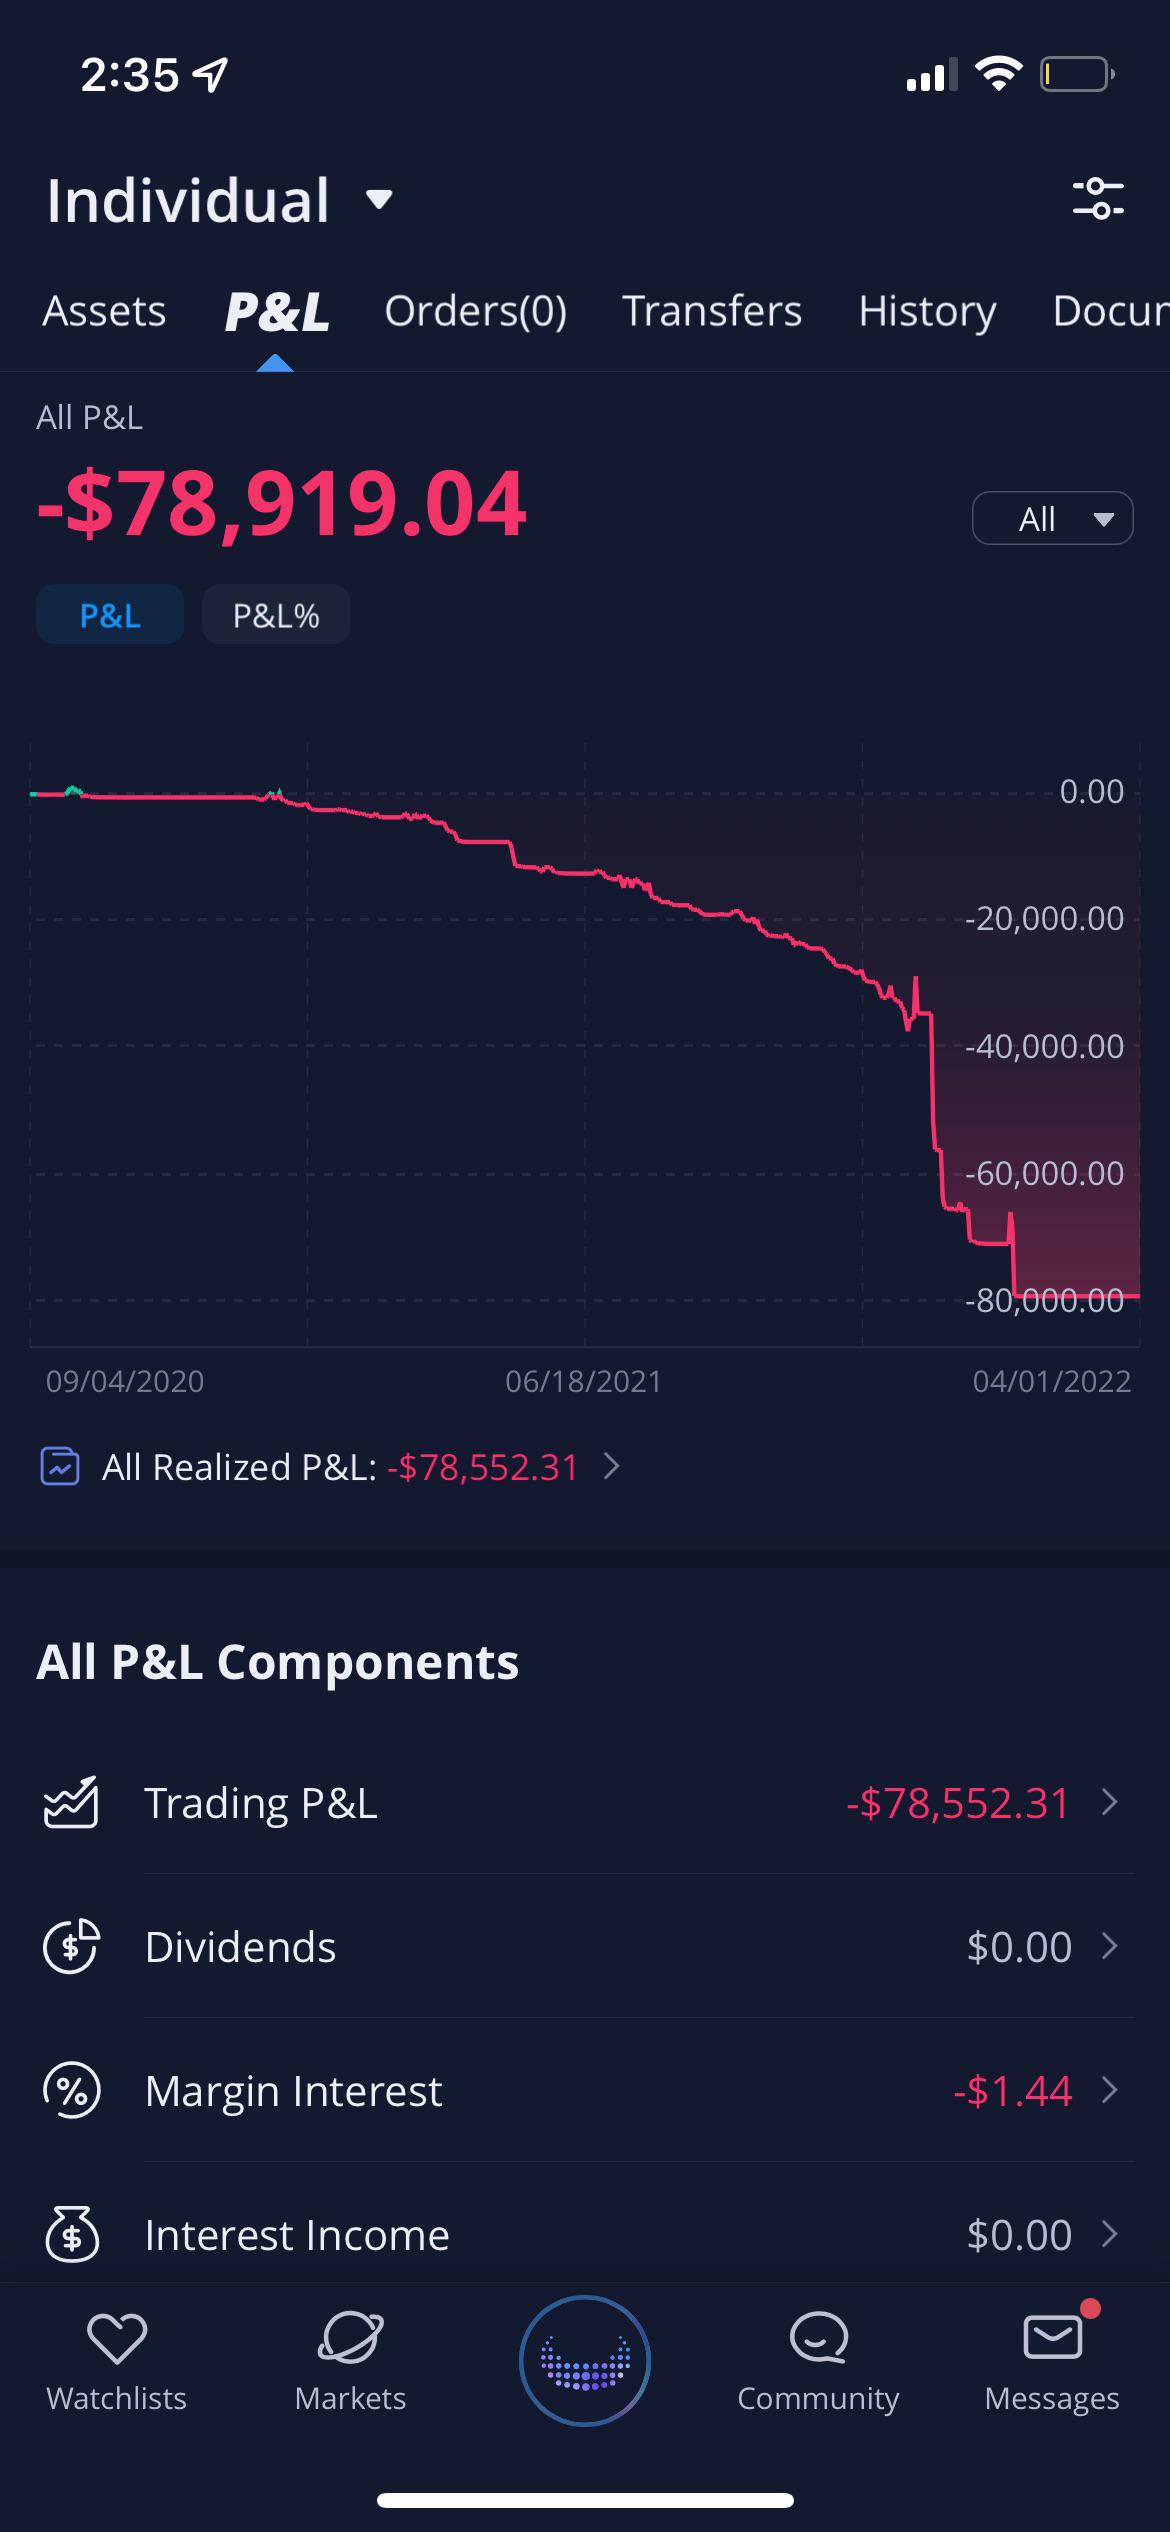 2:35
Individual
Assets P&L Orders(0) Transfers History Docur
All P&L
-$78,919.04
All
P&L P&L%
0.00
-20,000.00
-40,000.00
-60,000.00
-80,000.00
09/04/2020 06/18/2021 04/01/2022
All Realized P&L: -$78,552.31
All P&L Components
Trading P&L -$78,552.31
Dividends $0.00
Margin Interest -$1.44
Interest Income $0.00
Watchlists Markets Community Messages